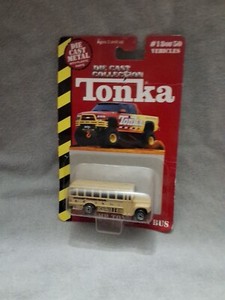 DIE CAST METAL
#13 of 50
VEHICLES
DIE CAST
COLLECTION
Tonka
BUS